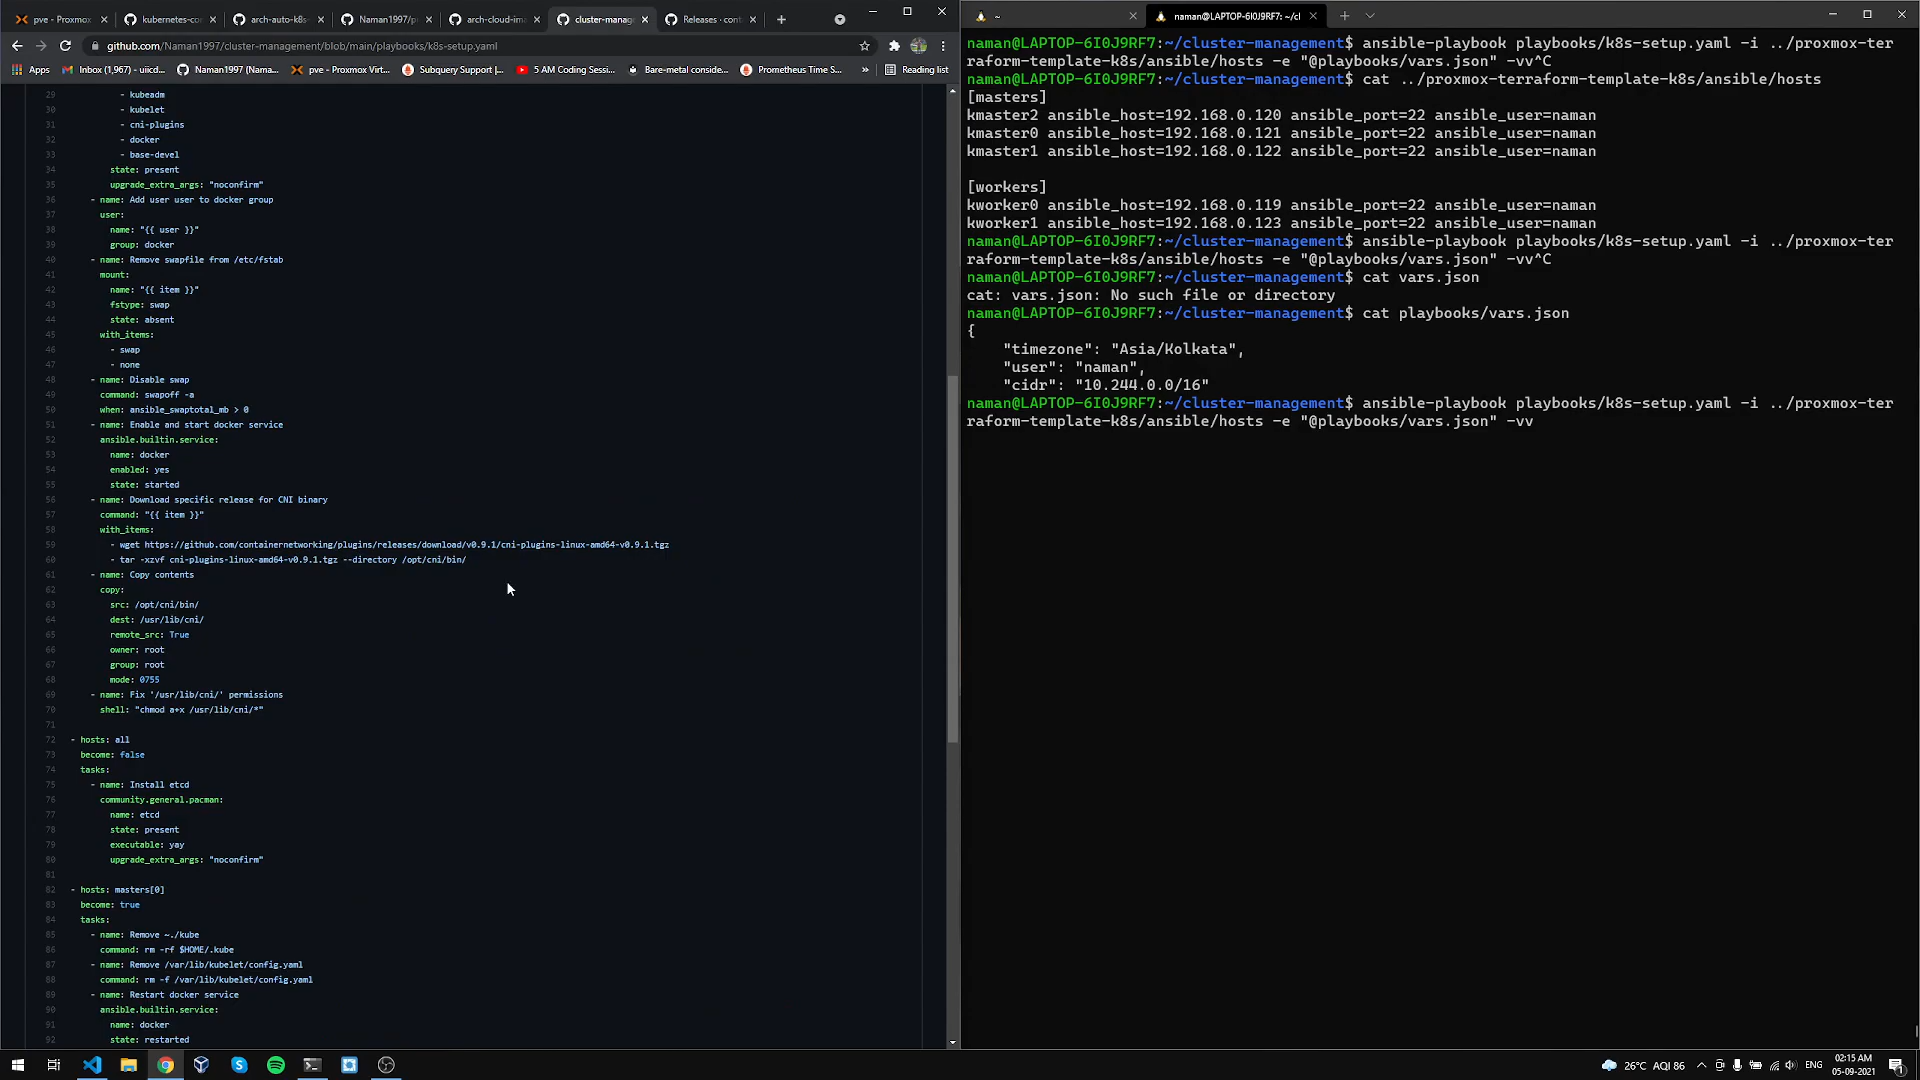 pve - Proxmox
kubernetes-co
arch-auto-k8s-
Naman1997/p
arch-cloud-im
cluster-manag
Releases · cont
github.com/Naman1997/cluster-management/blob/main/playbooks/k8s-setup.yaml
Apps
Inbox (1,967) - uiicd...
Naman1997 (Nama...
pve - Proxmox Virt...
Subquery Support |...
5 AM Coding Sessi...
Bare-metal conside...
Prometheus Time S...
»
Reading list
29 - kubeadm
30 - kubelet
31 - cni-plugins
32 - docker
33 - base-devel
34 state: present
35 upgrade_extra_args: "noconfirm"
36 - name: Add user user to docker group
37 user:
38 name: "{{ user }}"
39 group: docker
40 - name: Remove swapfile from /etc/fstab
41 mount:
42 name: "{{ item }}"
43 fstype: swap
44 state: absent
45 with_items:
46 - swap
47 - none
48 - name: Disable swap
49 command: swapoff -a
50 when: ansible_swaptotal_mb > 0
51 - name: Enable and start docker service
52 ansible.builtin.service:
53 name: docker
54 enabled: yes
55 state: started
56 - name: Download specific release for CNI binary
57 command: "{{ item }}"
58 with_items:
59 - wget https://github.com/containernetworking/plugins/releases/download/v0.9.1/cni-plugins-linux-amd64-v0.9.1.tgz
60 - tar -xzvf cni-plugins-linux-amd64-v0.9.1.tgz --directory /opt/cni/bin/
61 - name: Copy contents
62 copy:
63 src: /opt/cni/bin/
64 dest: /usr/lib/cni/
65 remote_src: True
66 owner: root
67 group: root
68 mode: 0755
69 - name: Fix '/usr/lib/cni/' permissions
70 shell: "chmod a+x /usr/lib/cni/*"
71
72 - hosts: all
73 become: false
74 tasks:
75 - name: Install etcd
76 community.general.pacman:
77 name: etcd
78 state: present
79 executable: yay
80 upgrade_extra_args: "noconfirm"
81
82 - hosts: masters[0]
83 become: true
84 tasks:
85 - name: Remove ~./kube
86 command: rm -rf $HOME/.kube
87 - name: Remove /var/lib/kubelet/config.yaml
88 command: rm -f /var/lib/kubelet/config.yaml
89 - name: Restart docker service
90 ansible.builtin.service:
91 name: docker
92 state: restarted
~
naman@LAPTOP-6I0J9RF7: ~/cl
naman@LAPTOP-6I0J9RF7:~/cluster-management$ ansible-playbook playbooks/k8s-setup.yaml -i ../proxmox-ter
raform-template-k8s/ansible/hosts -e "@playbooks/vars.json" -vv^C
naman@LAPTOP-6I0J9RF7:~/cluster-management$ cat ../proxmox-terraform-template-k8s/ansible/hosts
[masters]
kmaster2 ansible_host=192.168.0.120 ansible_port=22 ansible_user=naman
kmaster0 ansible_host=192.168.0.121 ansible_port=22 ansible_user=naman
kmaster1 ansible_host=192.168.0.122 ansible_port=22 ansible_user=naman
[workers]
kworker0 ansible_host=192.168.0.119 ansible_port=22 ansible_user=naman
kworker1 ansible_host=192.168.0.123 ansible_port=22 ansible_user=naman
naman@LAPTOP-6I0J9RF7:~/cluster-management$ ansible-playbook playbooks/k8s-setup.yaml -i ../proxmox-ter
raform-template-k8s/ansible/hosts -e "@playbooks/vars.json" -vv^C
naman@LAPTOP-6I0J9RF7:~/cluster-management$ cat vars.json
cat: vars.json: No such file or directory
naman@LAPTOP-6I0J9RF7:~/cluster-management$ cat playbooks/vars.json
{
"timezone": "Asia/Kolkata",
"user": "naman",
"cidr": "10.244.0.0/16"
naman@LAPTOP-6I0J9RF7:~/cluster-management$ ansible-playbook playbooks/k8s-setup.yaml -i ../proxmox-ter
raform-template-k8s/ansible/hosts -e "@playbooks/vars.json" -vv
26°C AQI 86
ENG
02:15 AM
05-09-2021
1